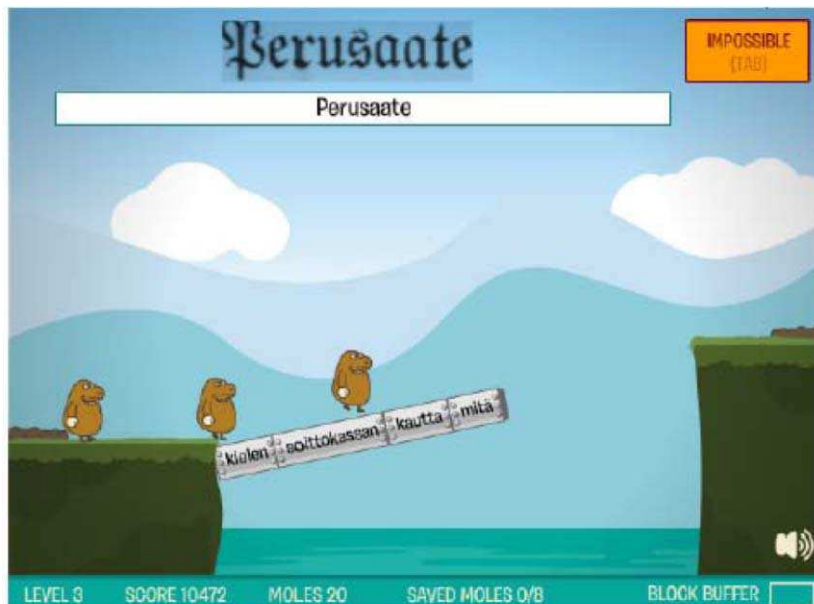 Perusaate
IMPOSSIBLE
(TAB)
Perusaate
kielen soittokassan kautta mitä
LEVEL 3 SCORE 10472 MOLES 20 SAVED MOLES 0/8 BLOCK BUFFER